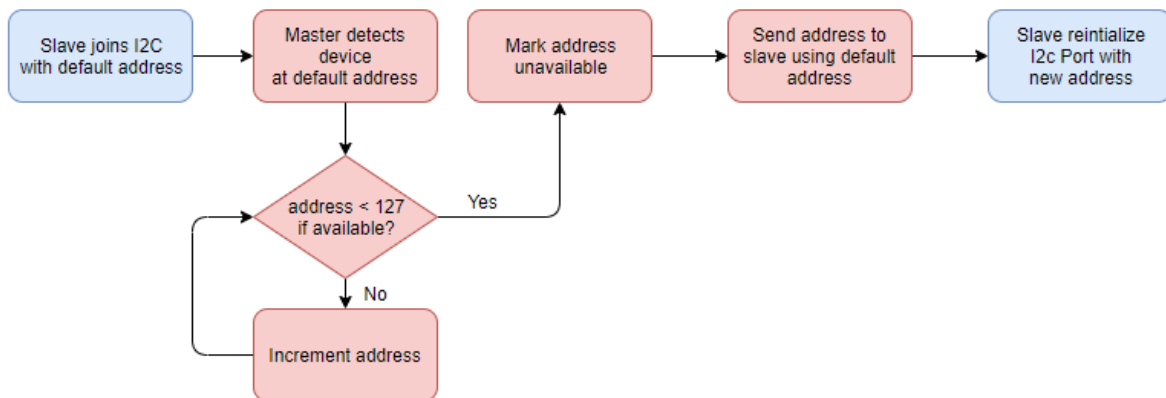 Slave joins I2C
with default address
Master detects
device
at default address
Mark address
unavailable
Send address to
slave using default
address
Slave reintialize
I2c Port with
new address
address < 127
if available?
Yes
No
Increment address